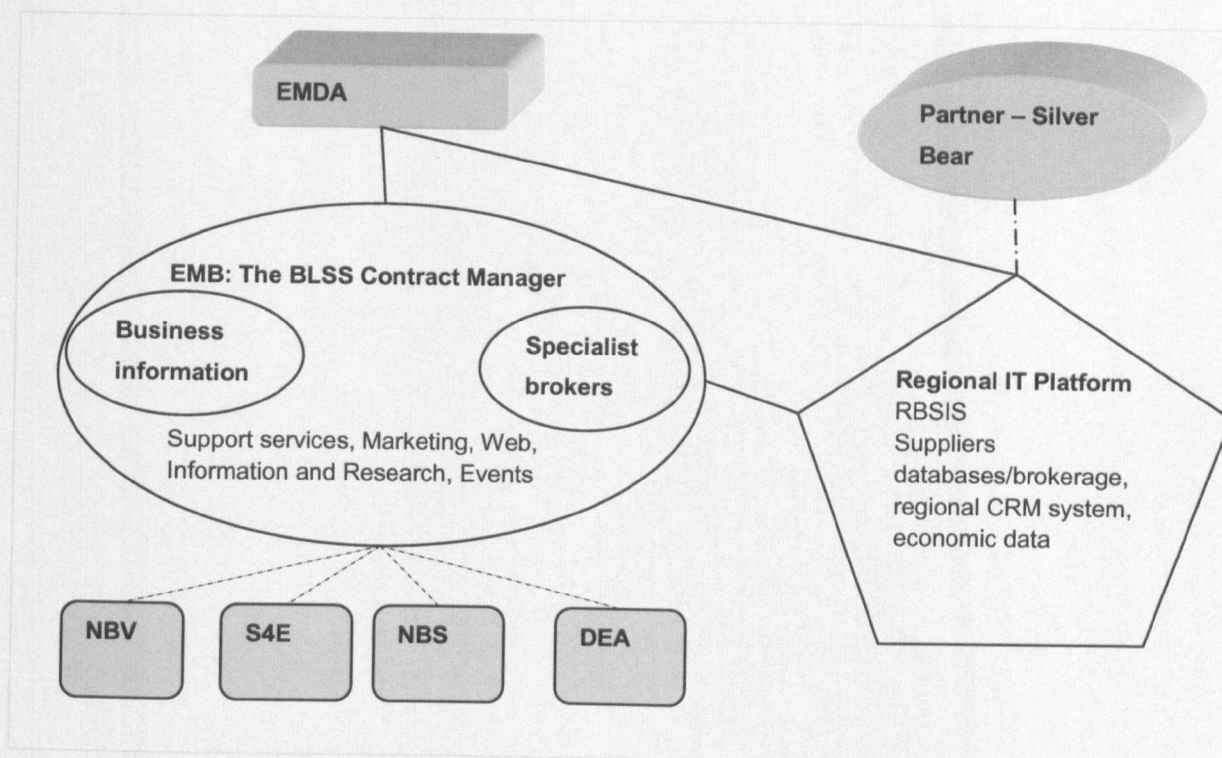 EMDA
Partner – Silver
Bear
EMB: The BLSS Contract Manager
Business
information
Specialist
brokers
Support services, Marketing, Web,
Information and Research, Events
Regional IT Platform
RBSIS
Suppliers
databases/brokerage,
regional CRM system,
economic data
NBV
S4E
NBS
DEA